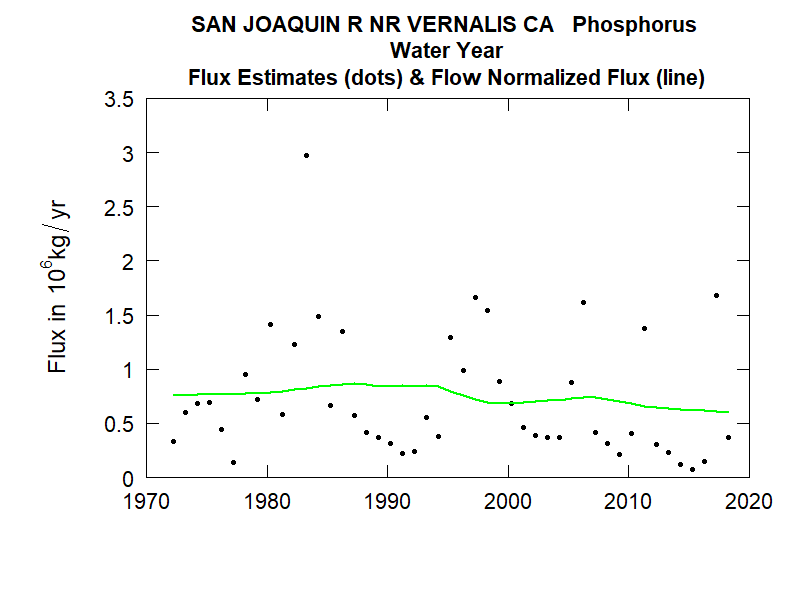 SAN JOAQUIN R NR VERNALIS CA   Phosphorus
Water Year
Flux Estimates (dots) & Flow Normalized Flux (line)
3.5
3
2.5
2
1.5
1
0.5
0
Flux in 10⁶kg/yr
1970 1980 1990 2000 2010 2020